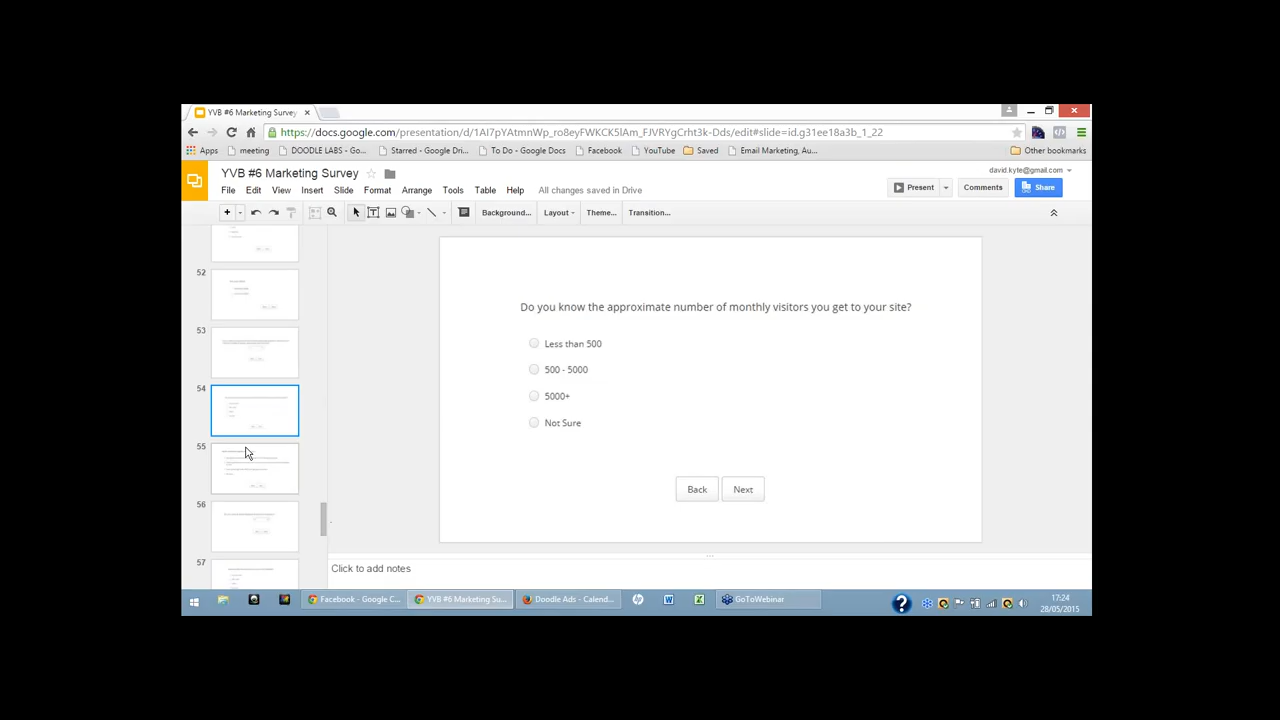 YVB #6 Marketing Survey
https://docs.google.com/presentation/d/1AI7pYAtmnWp_ro8eyFWKCK5lAm_FJVRYgCrht3k-Dds/edit#slide=id.g31ee18a3b_1_22
Apps meeting DOODLE LABS - Go... Starred - Google Dri... To Do - Google Docs Facebook YouTube Saved Email Marketing, Au... Other bookmarks
YVB #6 Marketing Survey
david.kyte@gmail.com
File Edit View Insert Slide Format Arrange Tools Table Help All changes saved in Drive
Present Comments Share
Background... Layout Theme... Transition...
52
53
54
55
56
57
Do you know the approximate number of monthly visitors you get to your site?
Less than 500
500 - 5000
5000+
Not Sure
Back Next
Click to add notes
Facebook - Google C... YVB #6 Marketing Su... Doodle Ads - Calend... GoToWebinar
17:24
28/05/2015